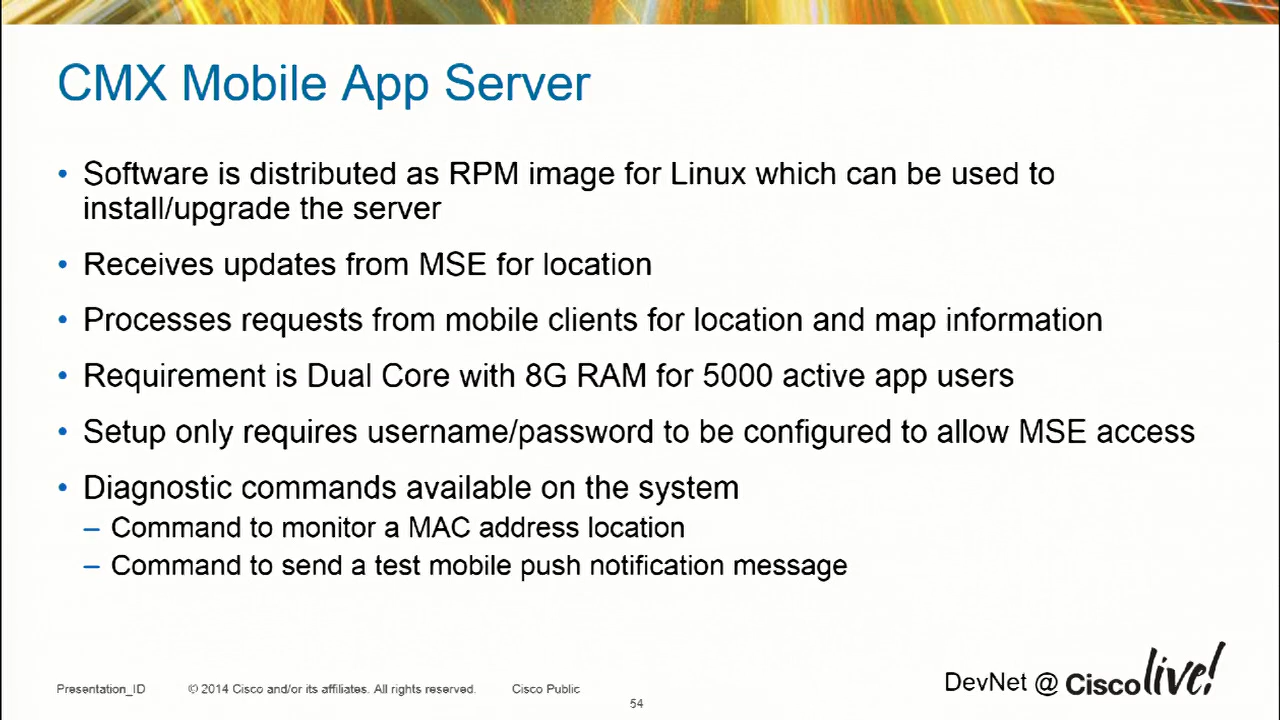 CMX Mobile App Server
• Software is distributed as RPM image for Linux which can be used to
install/upgrade the server
• Receives updates from MSE for location
• Processes requests from mobile clients for location and map information
• Requirement is Dual Core with 8G RAM for 5000 active app users
• Setup only requires username/password to be configured to allow MSE access
• Diagnostic commands available on the system
– Command to monitor a MAC address location
– Command to send a test mobile push notification message
Presentation_ID © 2014 Cisco and/or its affiliates. All rights reserved. Cisco Public
DevNet @ Cisco live!
54